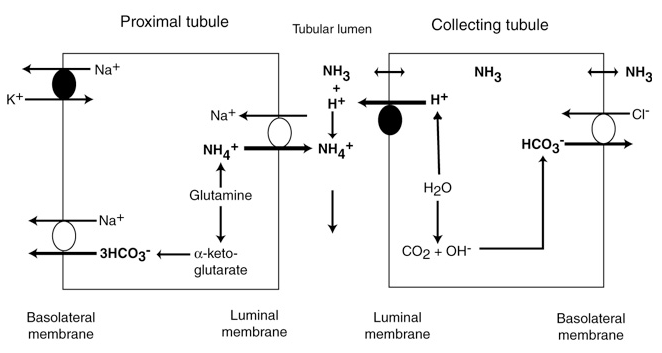 Proximal tubule
Tubular lumen
Collecting tubule
Na+
K+
Na+
NH4+
Glutamine
Na+
3HCO3-
α-keto-
glutarate
NH3
+
H+
NH4+
NH3
NH3
H+
Cl-
HCO3-
H2O
CO2 + OH-
Basolateral
membrane
Luminal
membrane
Luminal
membrane
Basolateral
membrane